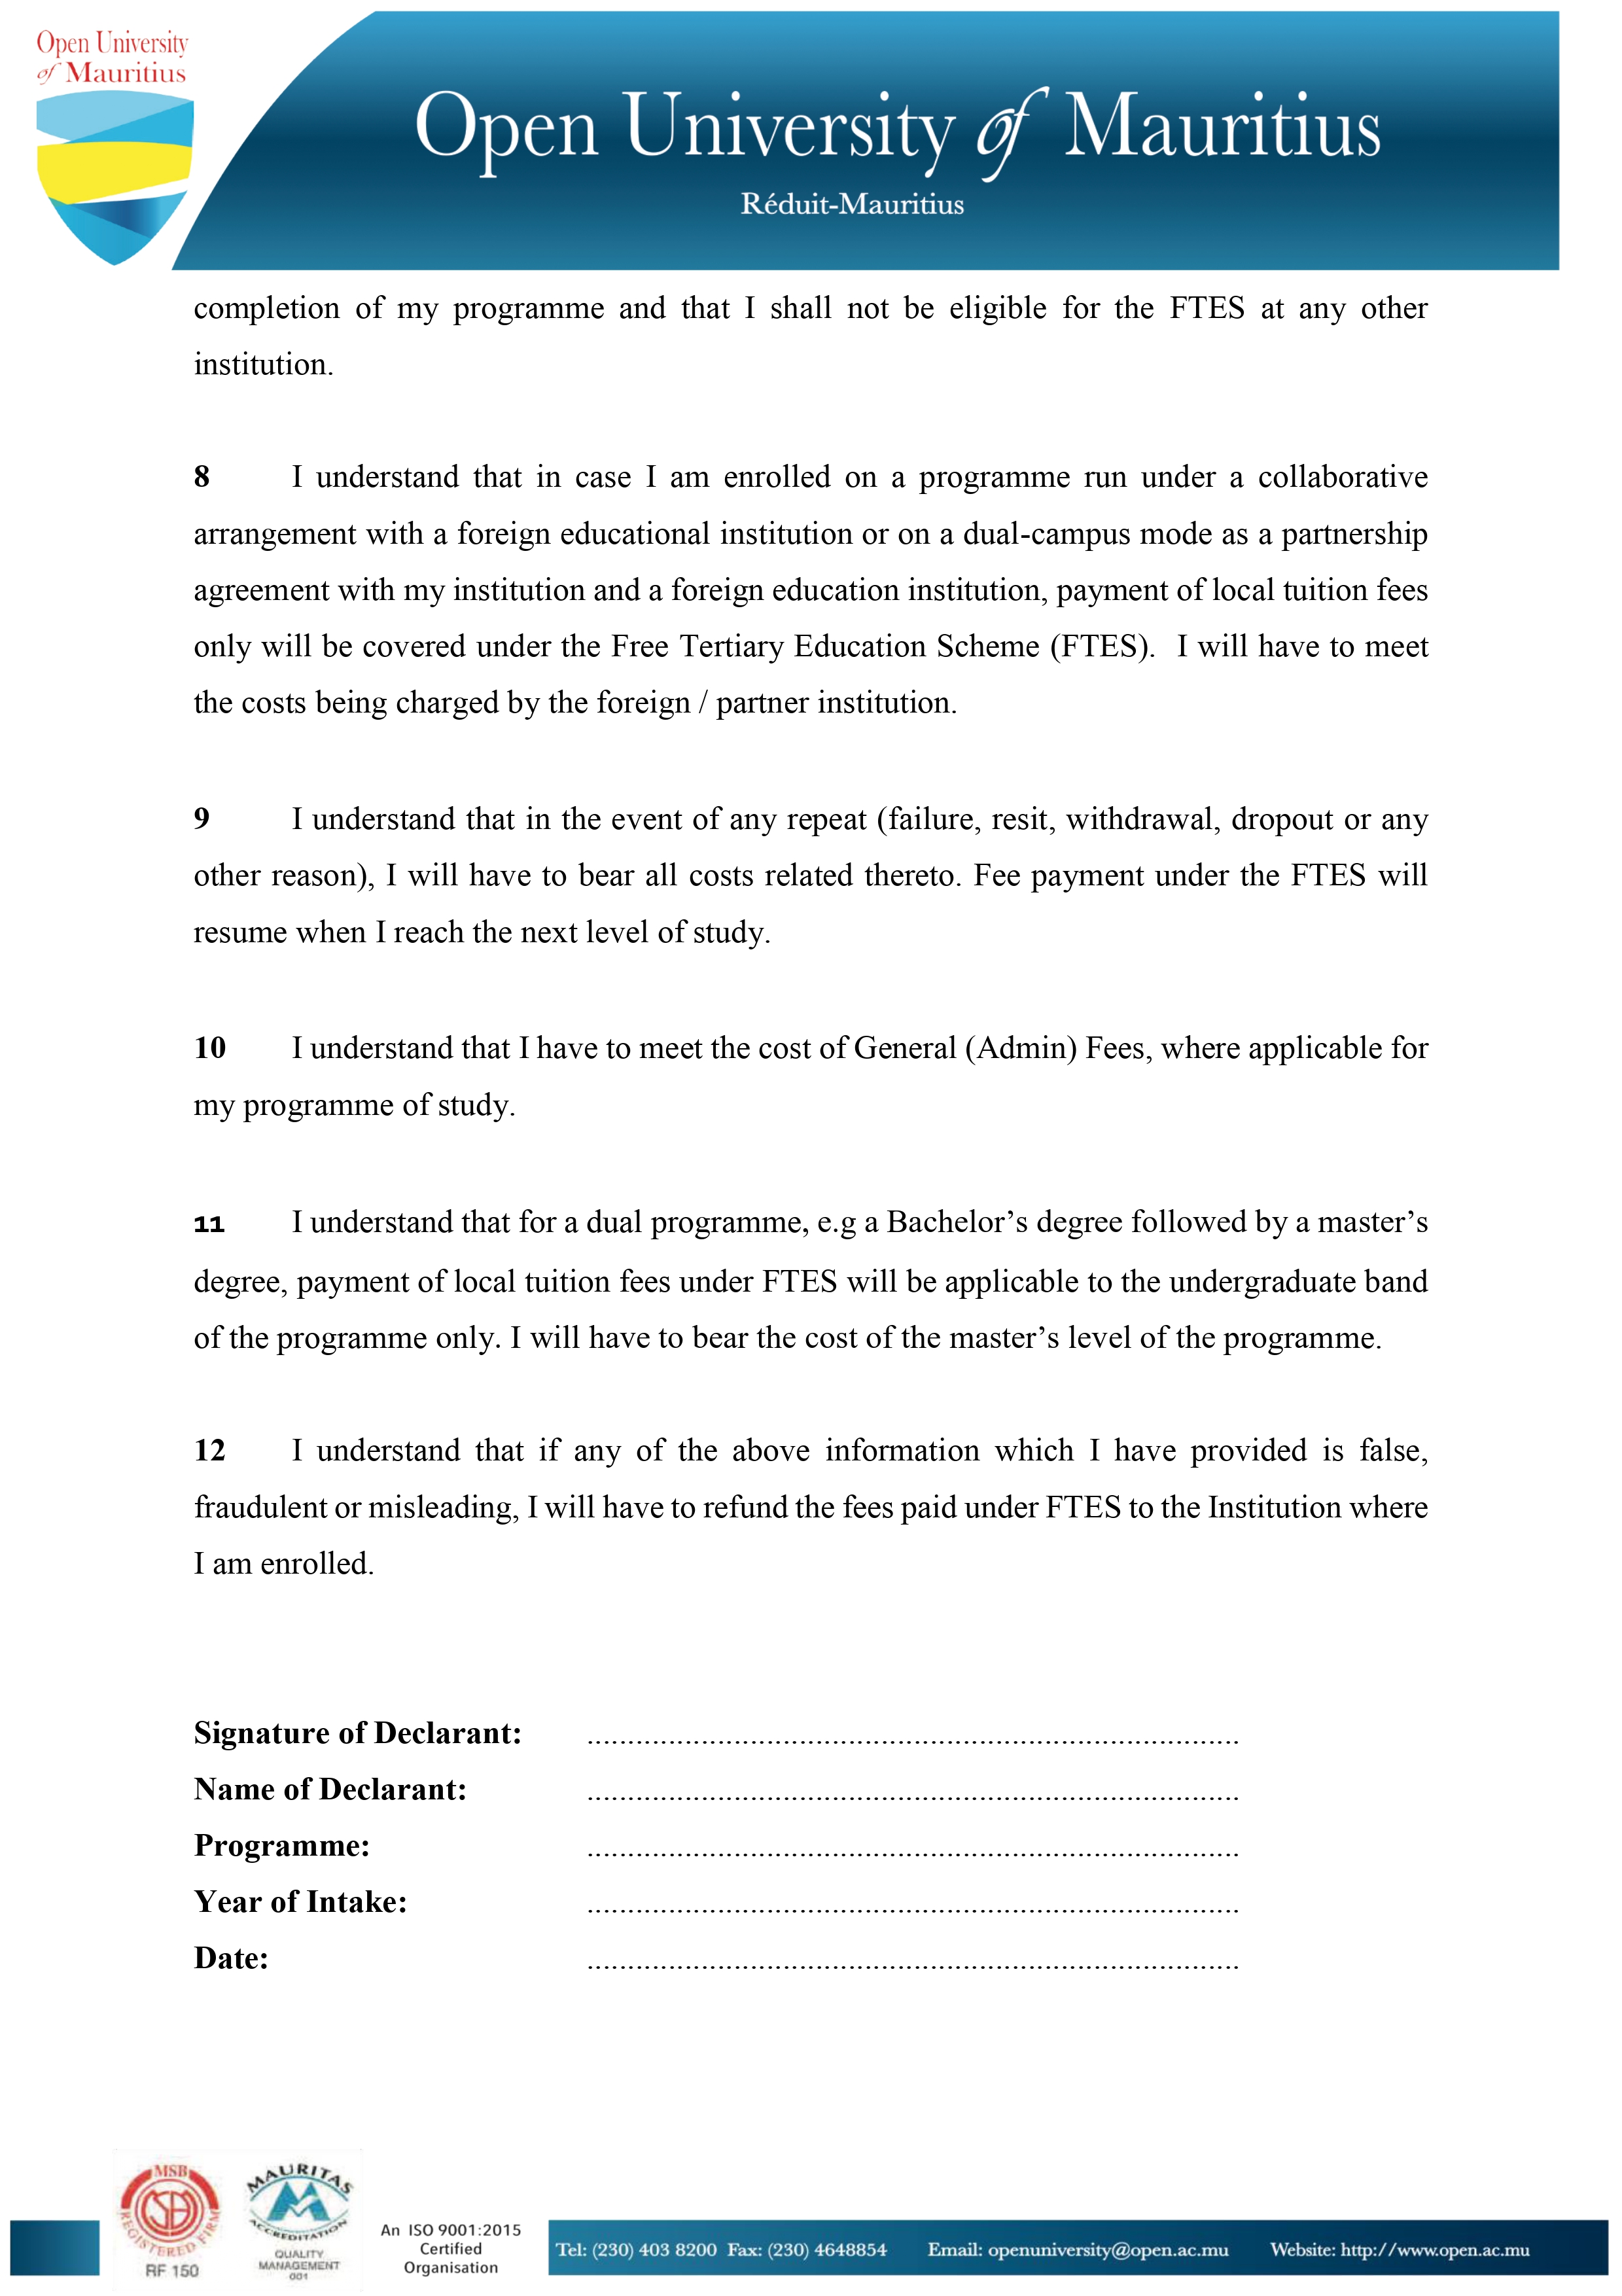 Open University
of Mauritius
Open University of Mauritius
Réduit-Mauritius
completion of my programme and that I shall not be eligible for the FTES at any other
institution.
8 I understand that in case I am enrolled on a programme run under a collaborative
arrangement with a foreign educational institution or on a dual-campus mode as a partnership
agreement with my institution and a foreign education institution, payment of local tuition fees
only will be covered under the Free Tertiary Education Scheme (FTES).  I will have to meet
the costs being charged by the foreign / partner institution.
9 I understand that in the event of any repeat (failure, resit, withdrawal, dropout or any
other reason), I will have to bear all costs related thereto. Fee payment under the FTES will
resume when I reach the next level of study.
10 I understand that I have to meet the cost of General (Admin) Fees, where applicable for
my programme of study.
11 I understand that for a dual programme, e.g a Bachelor’s degree followed by a master’s
degree, payment of local tuition fees under FTES will be applicable to the undergraduate band
of the programme only. I will have to bear the cost of the master’s level of the programme.
12 I understand that if any of the above information which I have provided is false,
fraudulent or misleading, I will have to refund the fees paid under FTES to the Institution where
I am enrolled.
Signature of Declarant: ................................................................................
Name of Declarant: ................................................................................
Programme: ................................................................................
Year of Intake: ................................................................................
Date: ................................................................................
MSB
REGISTERED FIRM
RF 150
MAURITAS
ACCREDITATION
QUALITY
MANAGEMENT
001
An ISO 9001:2015
Certified
Organisation
Tel: (230) 403 8200 Fax: (230) 4648854 Email: openuniversity@open.ac.mu Website: http://www.open.ac.mu